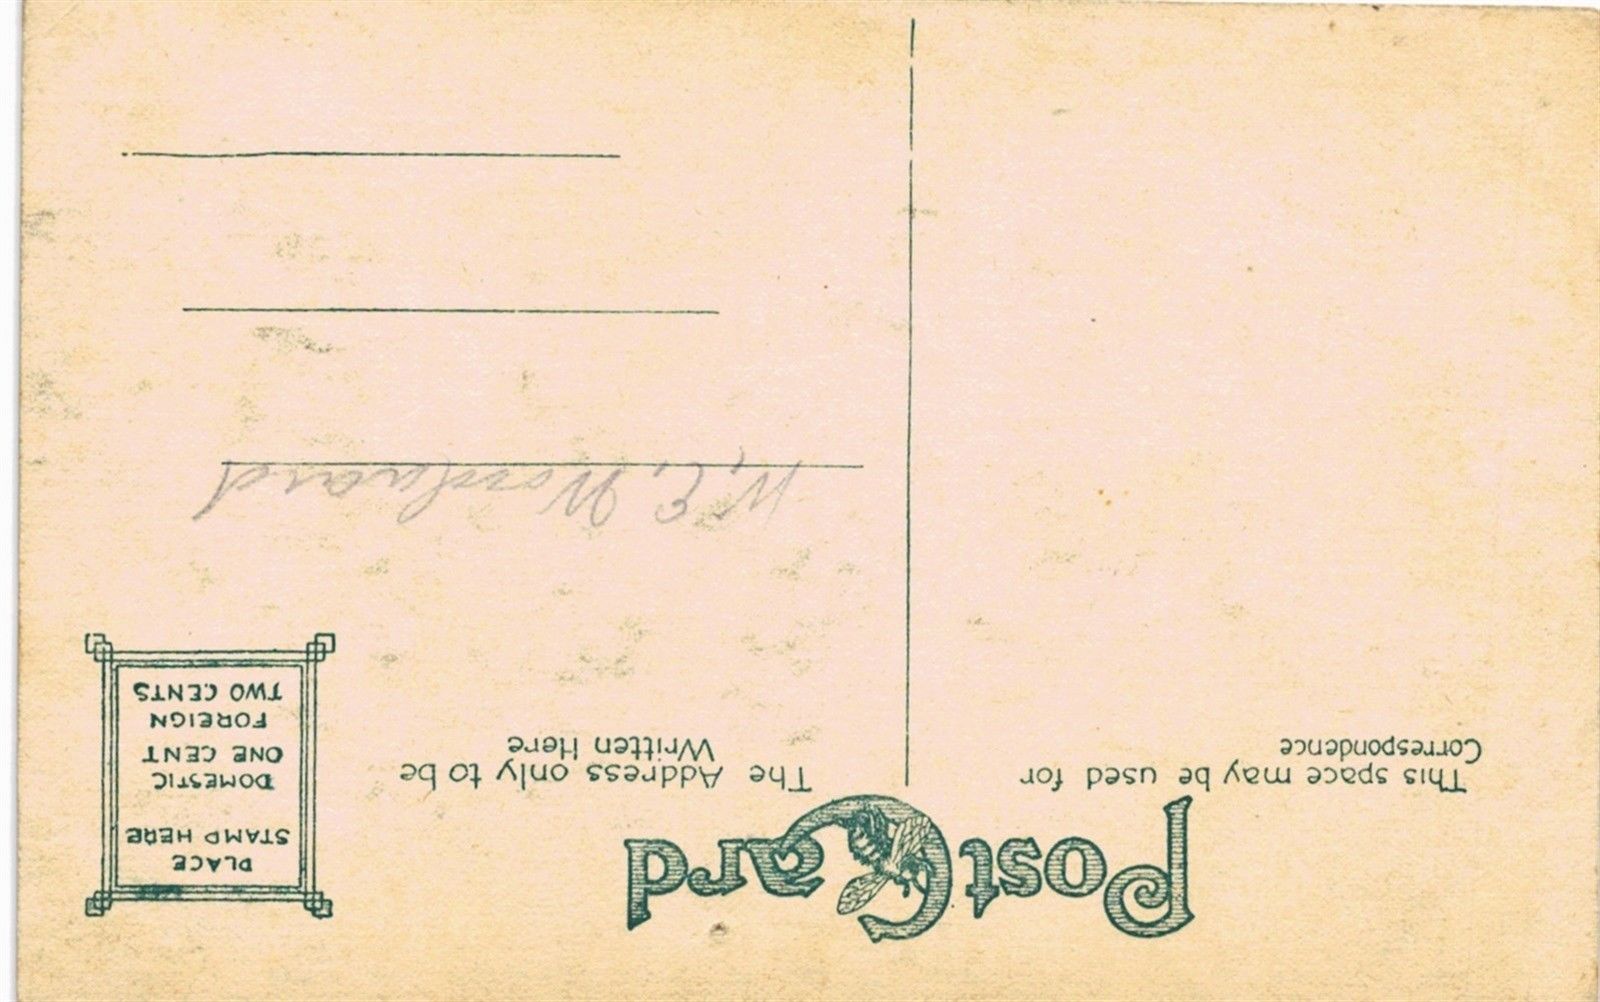 Post Card
This space may be used for
Correspondence
The Address only to be
Written Here
PLACE
STAMP HERE
DOMESTIC
ONE CENT
FOREIGN
TWO CENTS
W. E. Woodward